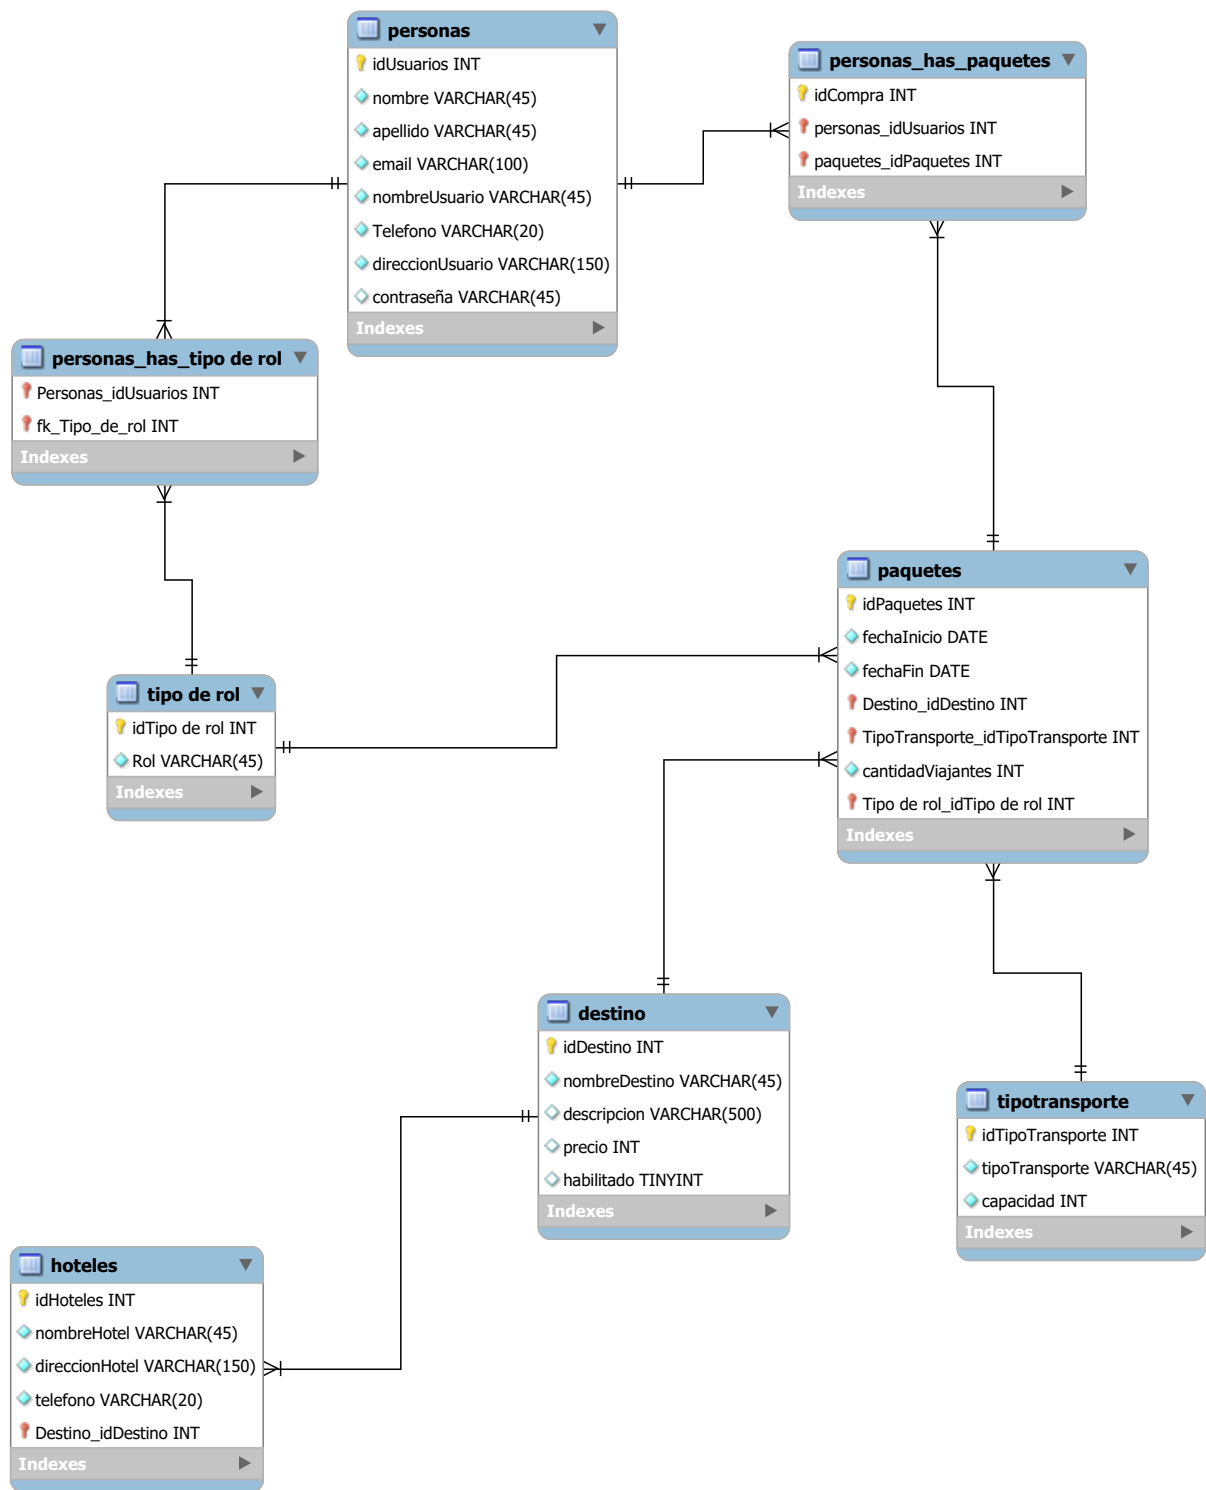 personas
idUsuarios INT
nombre VARCHAR(45)
apellido VARCHAR(45)
email VARCHAR(100)
nombreUsuario VARCHAR(45)
Telefono VARCHAR(20)
direccionUsuario VARCHAR(150)
contraseña VARCHAR(45)
Indexes
personas_has_paquetes
idCompra INT
personas_idUsuarios INT
paquetes_idPaquetes INT
Indexes
personas_has_tipo de rol
Personas_idUsuarios INT
fk_Tipo_de_rol INT
Indexes
paquetes
idPaquetes INT
fechaInicio DATE
fechaFin DATE
Destino_idDestino INT
TipoTransporte_idTipoTransporte INT
cantidadViajantes INT
Tipo de rol_idTipo de rol INT
Indexes
tipo de rol
idTipo de rol INT
Rol VARCHAR(45)
Indexes
destino
idDestino INT
nombreDestino VARCHAR(45)
descripcion VARCHAR(500)
precio INT
habilitado TINYINT
Indexes
tipotransporte
idTipoTransporte INT
tipoTransporte VARCHAR(45)
capacidad INT
Indexes
hoteles
idHoteles INT
nombreHotel VARCHAR(45)
direccionHotel VARCHAR(150)
telefono VARCHAR(20)
Destino_idDestino INT
Indexes